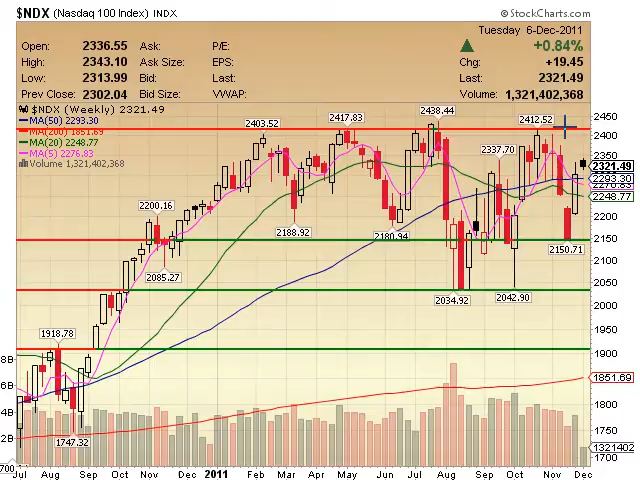 $NDX (Nasdaq 100 Index) INDX
© StockCharts.com
Tuesday 6-Dec-2011
Open: 2336.55 Ask: P/E: +0.84%
High: 2343.10 Ask Size: EPS: Chg: +19.45
Low: 2313.99 Bid: Last: Last: 2321.49
Prev Close: 2302.04 Bid Size: VWAP: Volume: 1,321,402,368
$NDX (Weekly) 2321.49
MA(50) 2293.30
MA(200) 1851.69
MA(20) 2248.77
MA(5) 2276.83
Volume 1,321,402,368
2438.44
2417.83
2412.52
2403.52
2337.70
2200.16
2188.92
2180.94
2150.71
2085.27
2034.92
2042.90
1918.78
1747.32
2450
2400
2350
2321.49
2293.30
2276.83
2248.77
2200
2150
2100
2050
2000
1950
1900
1851.69
1800
1750
1321402
1700
8B
6B
4B
2B
700
Jul Aug Sep Oct Nov Dec 2011 Feb Mar Apr May Jun Jul Aug Sep Oct Nov Dec